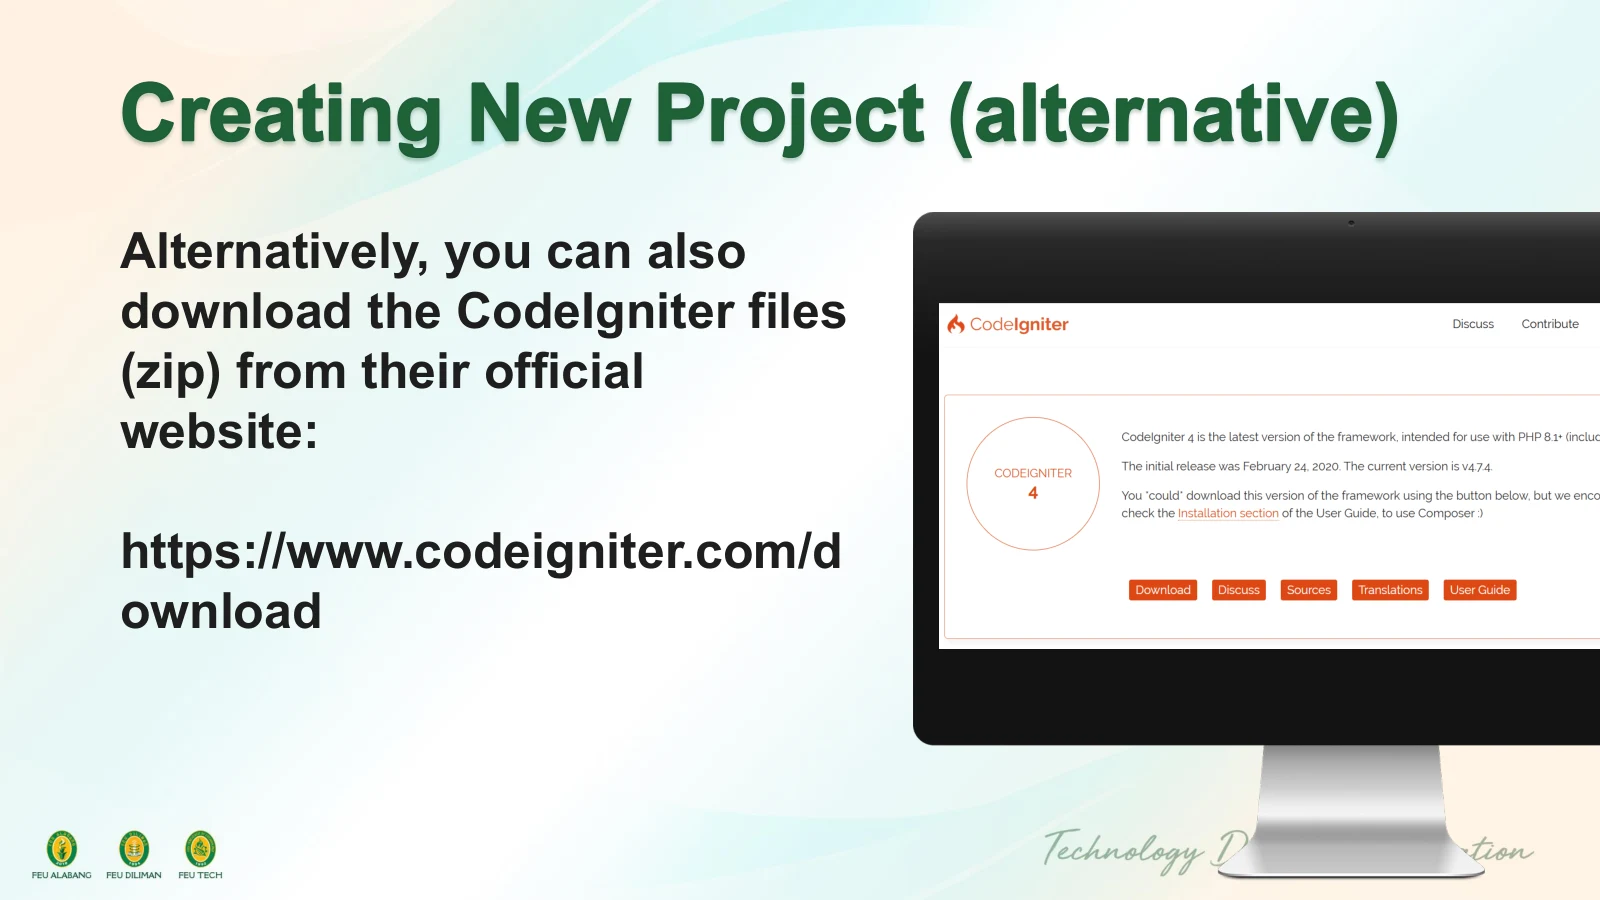 Creating New Project (alternative)
Alternatively, you can also
download the CodeIgniter files
(zip) from their official
website:
https://www.codeigniter.com/d
ownload
CodeIgniter
Discuss
Contribute
CODEIGNITER
4
CodeIgniter 4 is the latest version of the framework, intended for use with PHP 8.1+ (inclu
The initial release was February 24, 2020. The current version is v4.7.4.
You *could* download this version of the framework using the button below, but we enco
check the Installation section of the User Guide, to use Composer :)
Download
Discuss
Sources
Translations
User Guide
FEU ALABANG
FEU DILIMAN
FEU TECH
Technology D